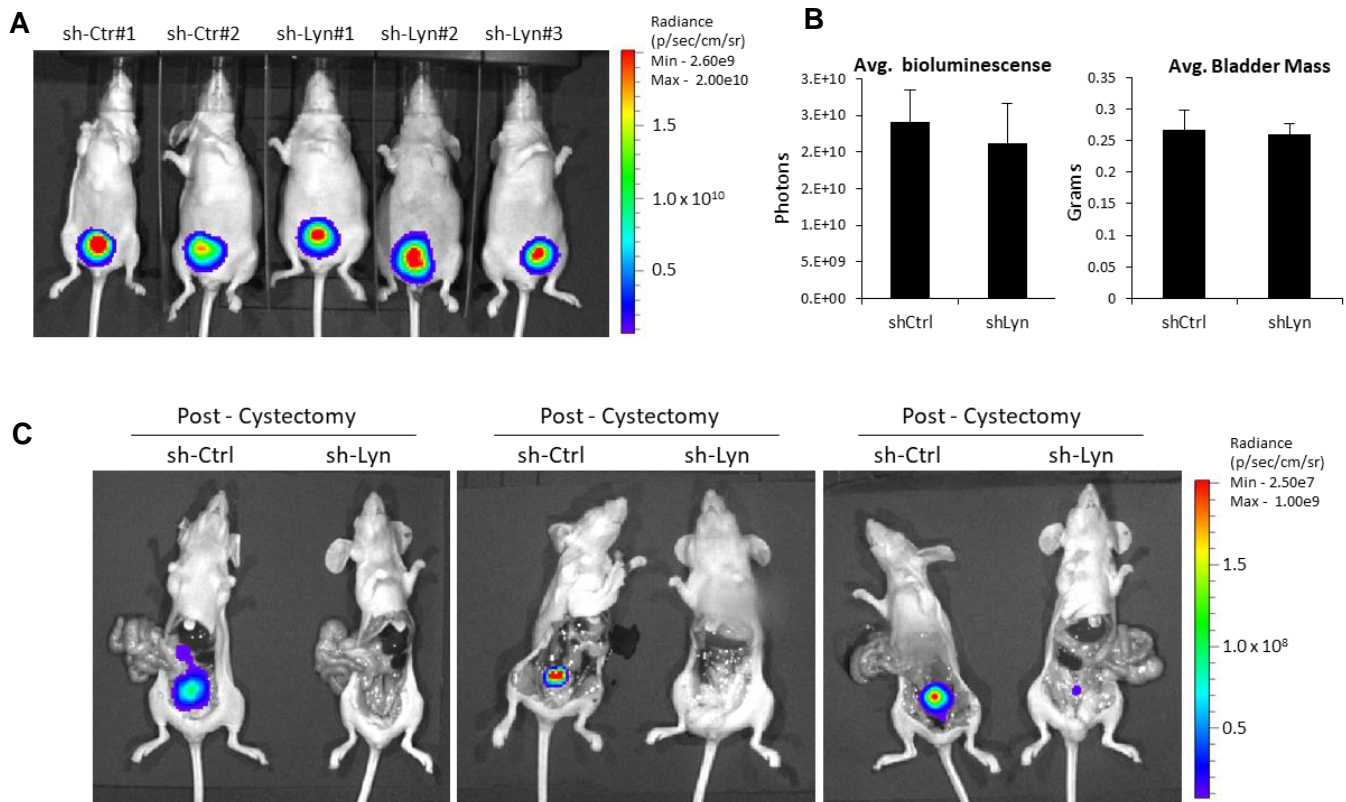 A
sh-Ctr#1 sh-Ctr#2 sh-Lyn#1 sh-Lyn#2 sh-Lyn#3
Radiance
(p/sec/cm/sr)
Min - 2.60e9
Max - 2.00e10
1.5
1.0 x 10¹⁰
0.5
B
Avg. bioluminescense
3.E+10
3.E+10
2.E+10
2.E+10
1.E+10
5.E+09
0.E+00
Photons
shCtrl shLyn
Avg. Bladder Mass
0.35
0.3
0.25
0.2
0.15
0.1
0.05
0
Grams
shCtrl shLyn
C
Post - Cystectomy
sh-Ctrl sh-Lyn
Post - Cystectomy
sh-Ctrl sh-Lyn
Post - Cystectomy
sh-Ctrl sh-Lyn
Radiance
(p/sec/cm/sr)
Min - 2.50e7
Max - 1.00e9
1.5
1.0 x 10⁸
0.5